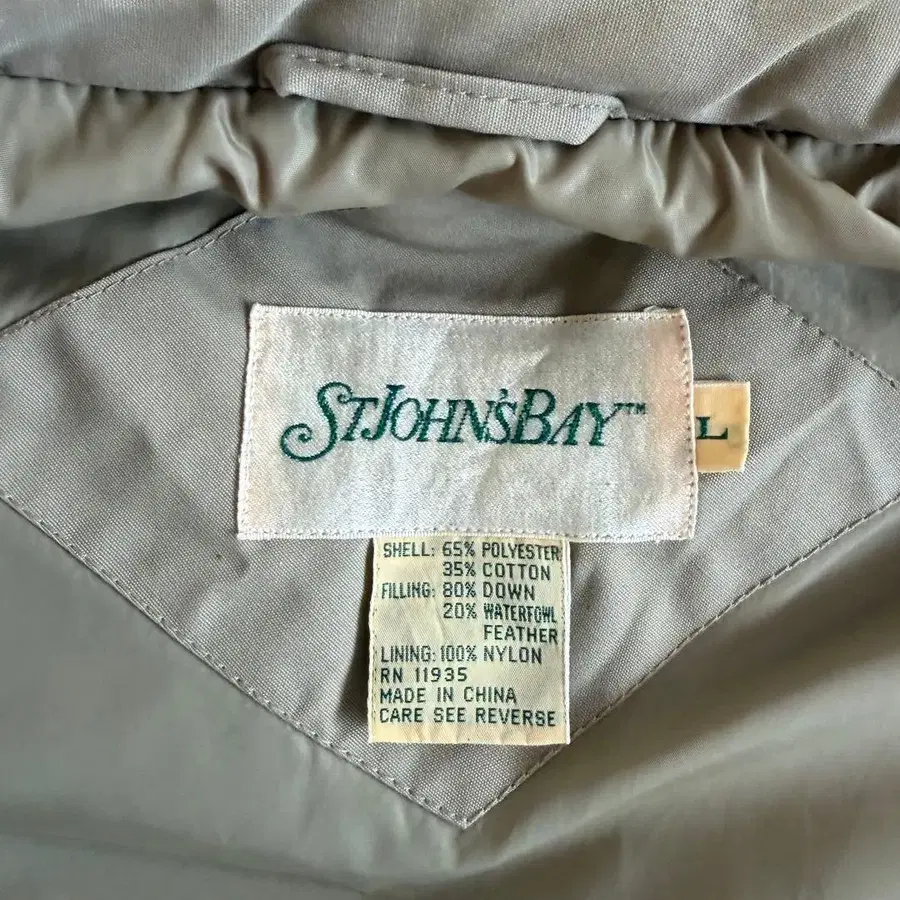 ST.JOHN'SBAY™
L
SHELL: 65% POLYESTER
35% COTTON
FILLING: 80% DOWN
20% WATERFOWL
FEATHER
LINING: 100% NYLON
RN 11935
MADE IN CHINA
CARE SEE REVERSE